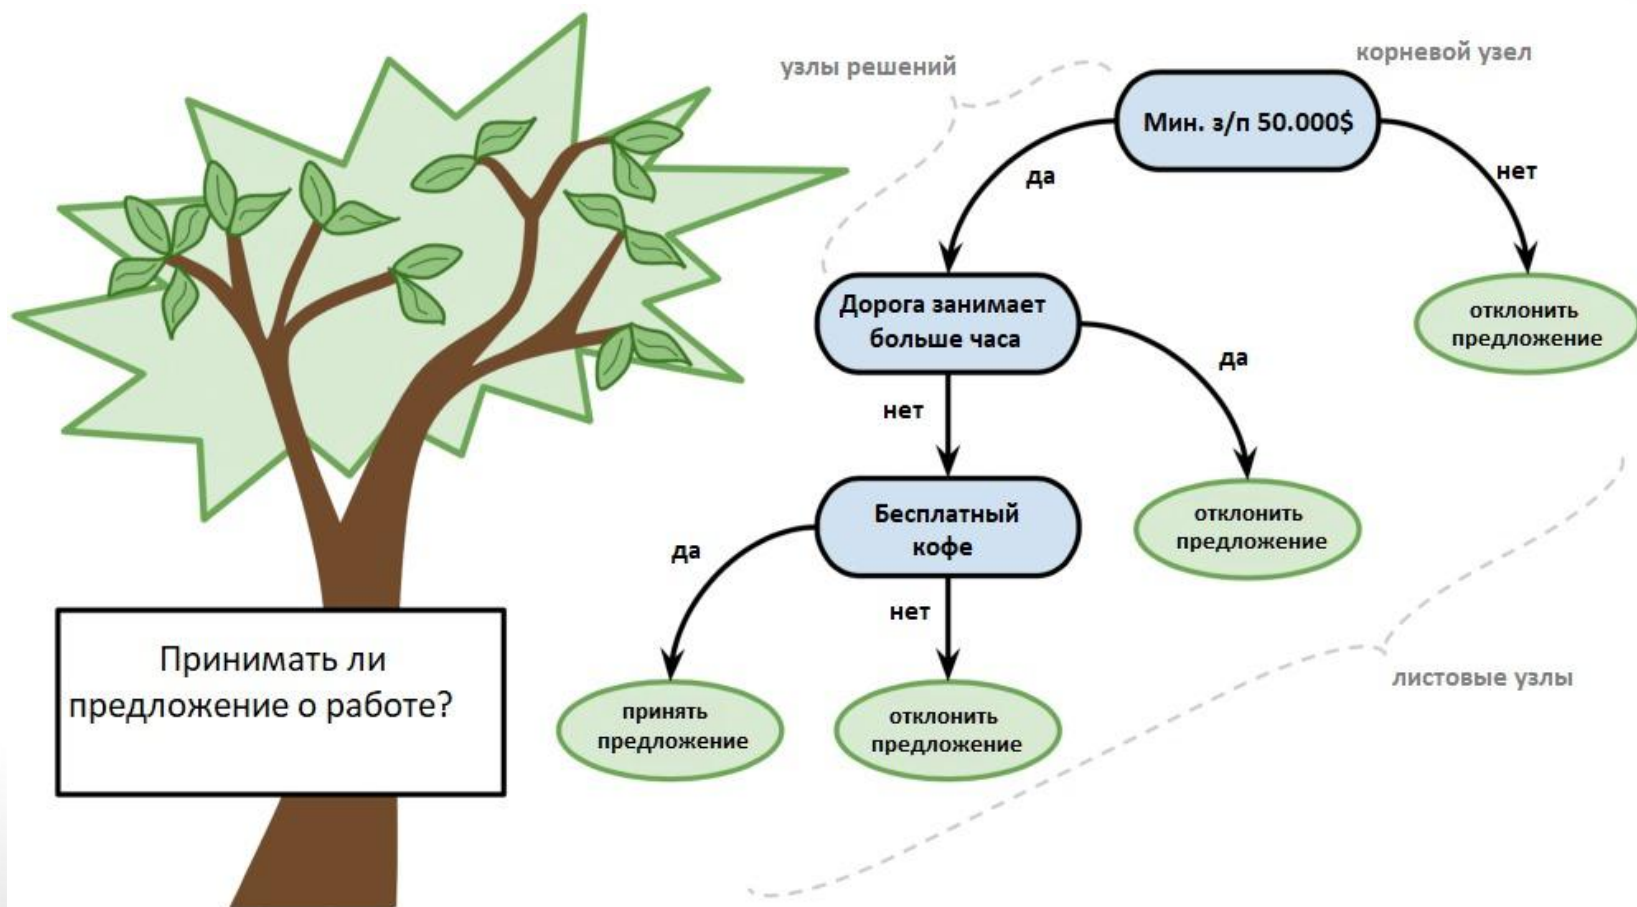 узлы решений
корневой узел
Мин. з/п 50.000$
да
нет
Дорога занимает
больше часа
отклонить
предложение
нет
да
Бесплатный
кофе
отклонить
предложение
да
нет
Принимать ли
предложение о работе?
листовые узлы
принять
предложение
отклонить
предложение